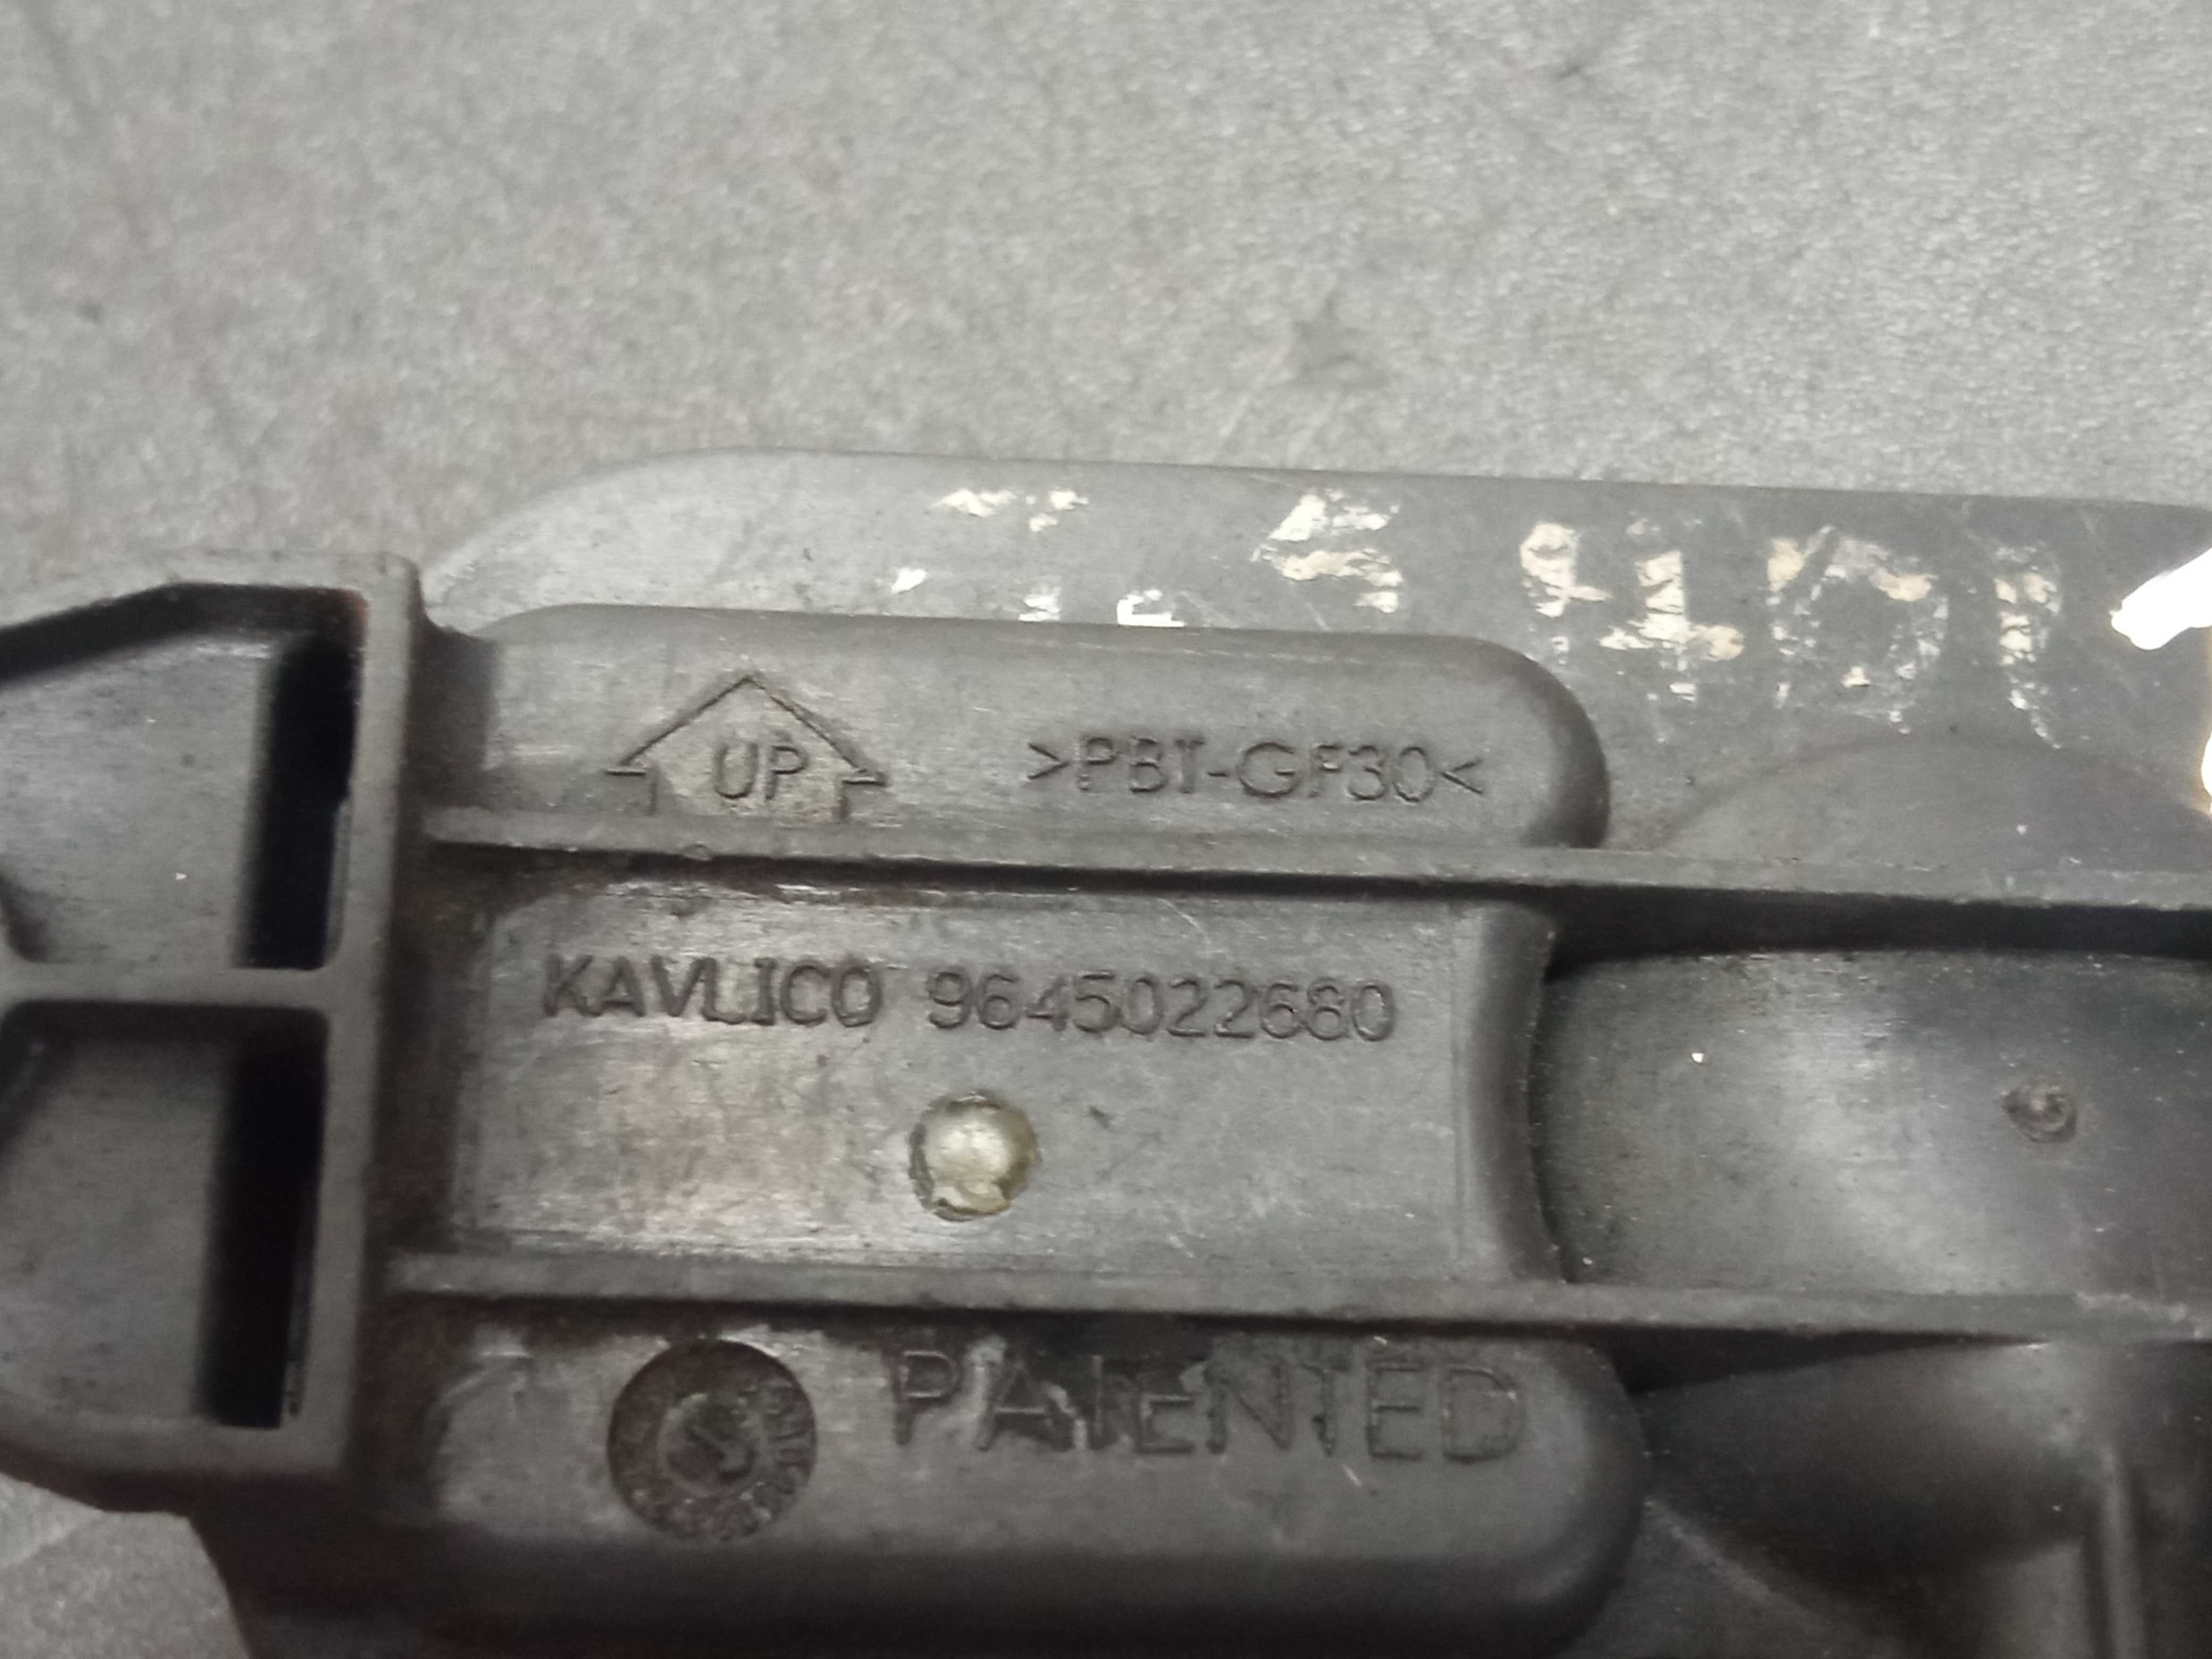 UP >PBT-GF30<
KAVLICO 9645022680
PATENTED